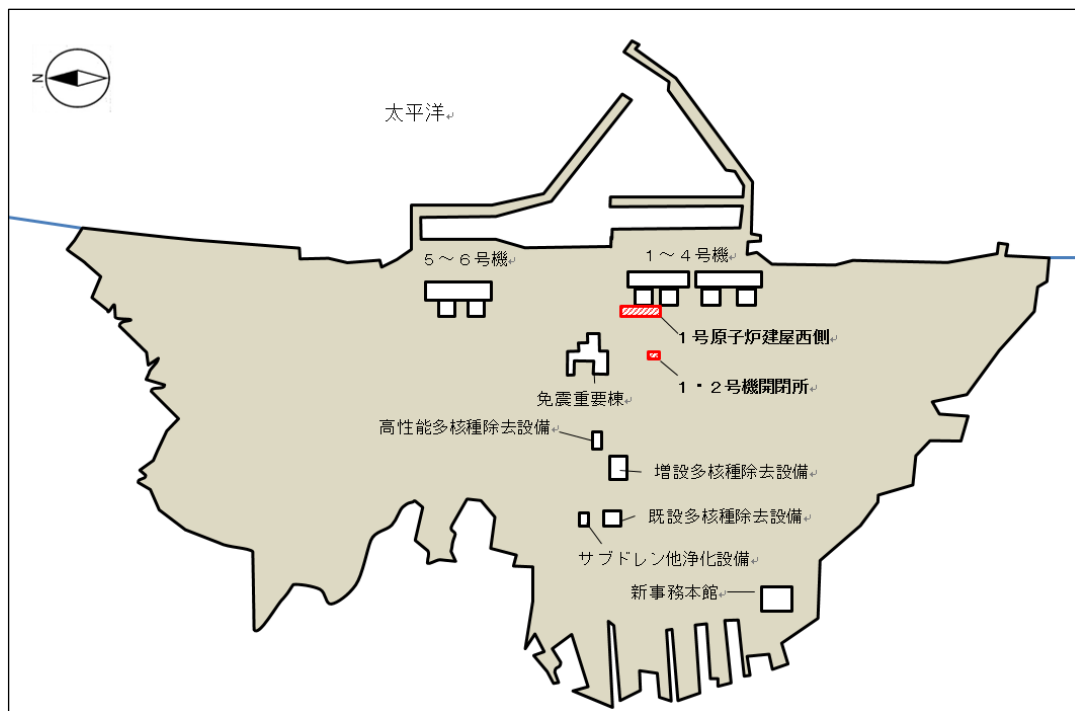 N
太平洋
5～6号機
1～4号機
1号原子炉建屋西側
1・2号機開閉所
免震重要棟
高性能多核種除去設備
増設多核種除去設備
既設多核種除去設備
サブドレン他浄化設備
新事務本館